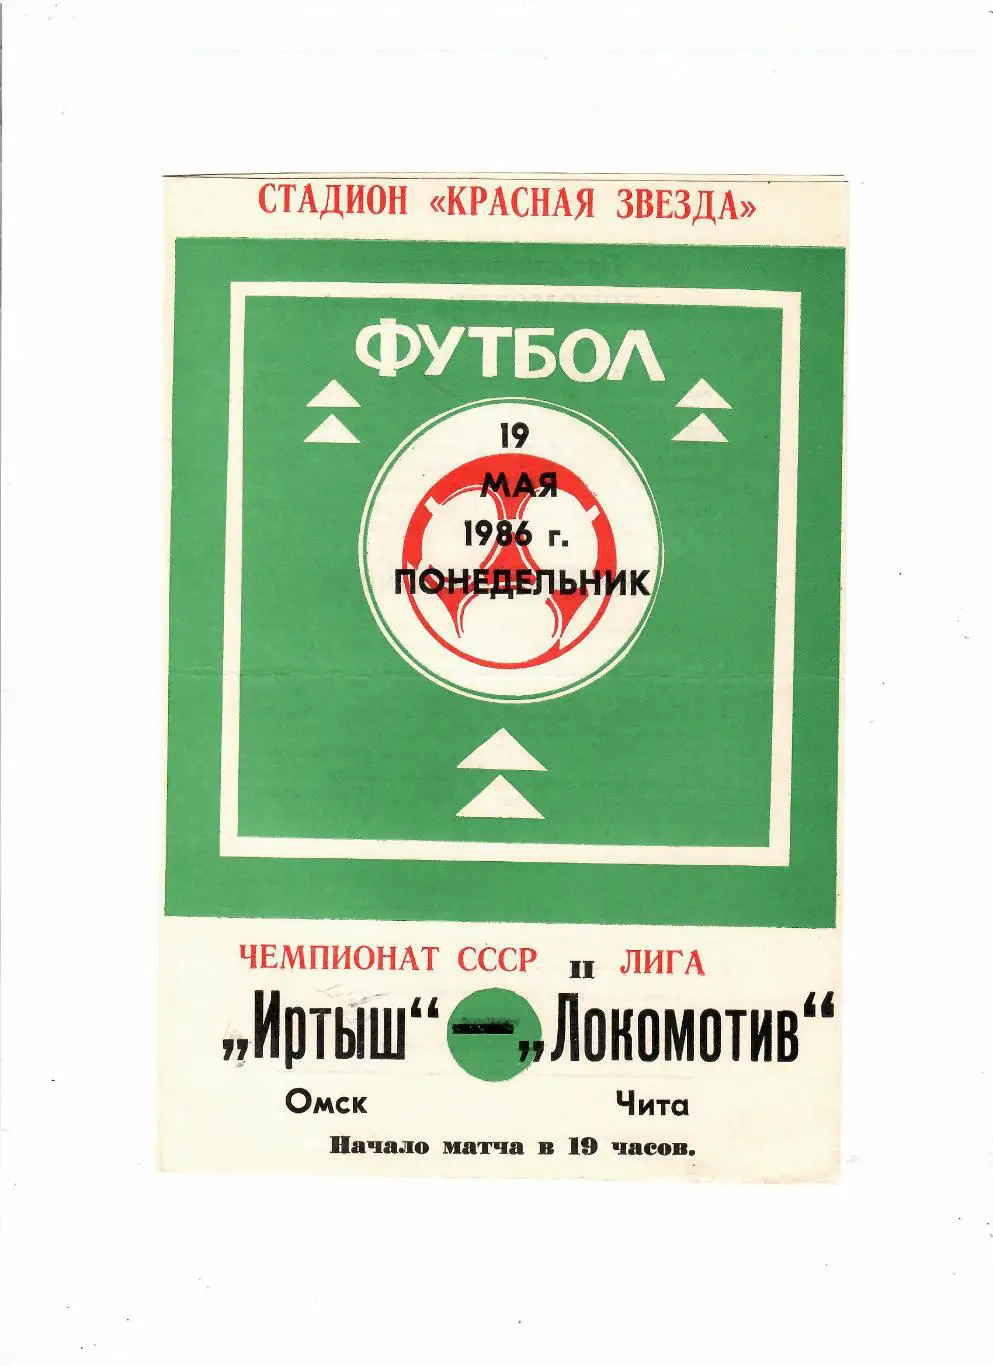 СТАДИОН «КРАСНАЯ ЗВЕЗДА»
ФУТБОЛ
19
МАЯ
1986 г.
ПОНЕДЕЛЬНИК
ЧЕМПИОНАТ СССР II ЛИГА
„Иртыш“ — „Локомотив“
Омск Чита
Начало матча в 19 часов.